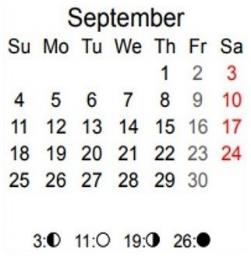 September
Su Mo Tu We Th Fr Sa
1 2 3
4 5 6 7 8 9 10
11 12 13 14 15 16 17
18 19 20 21 22 23 24
25 26 27 28 29 30
3:◐ 11:○ 19:◑ 26:●